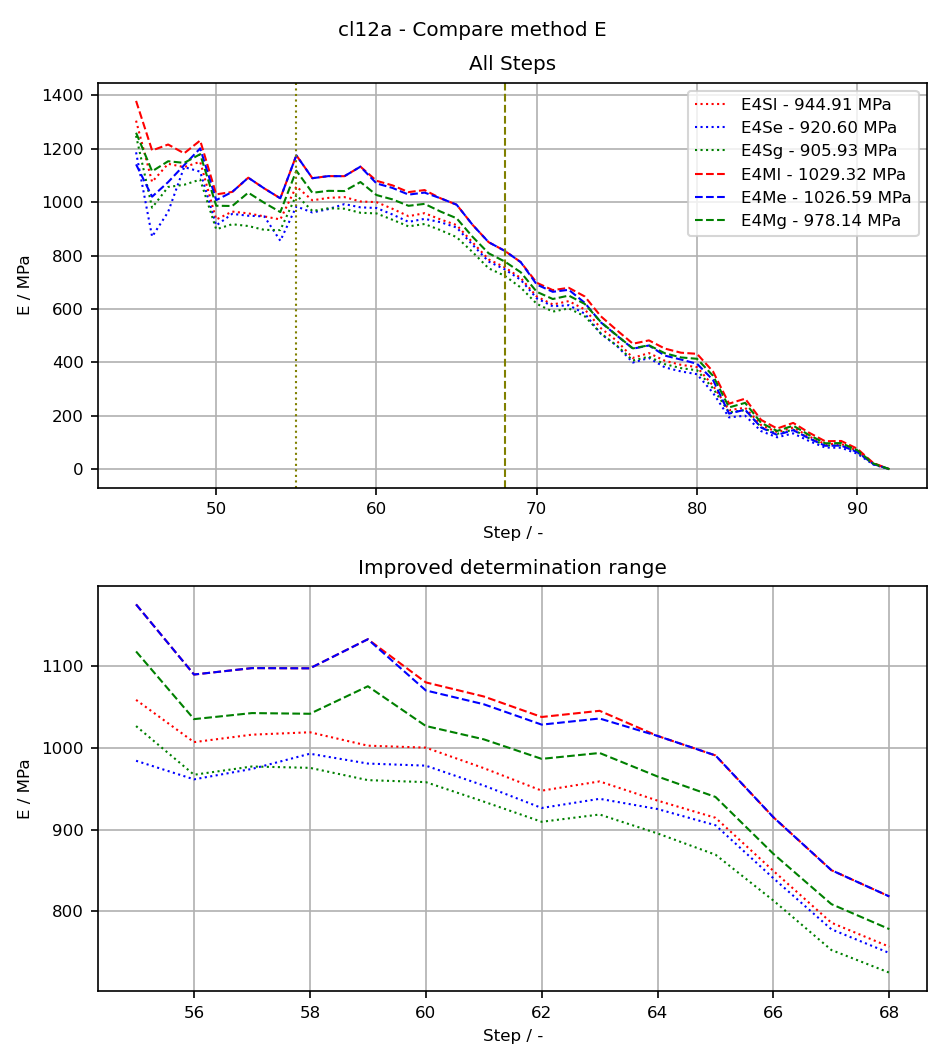 cl12a - Compare method E
All Steps
1400
1200
1000
800
600
400
200
0
E / MPa
E4Sl - 944.91 MPa
E4Se - 920.60 MPa
E4Sg - 905.93 MPa
E4Ml - 1029.32 MPa
E4Me - 1026.59 MPa
E4Mg - 978.14 MPa
50 60 70 80 90
Step / -
Improved determination range
1100
1000
900
800
E / MPa
56 58 60 62 64 66 68
Step / -